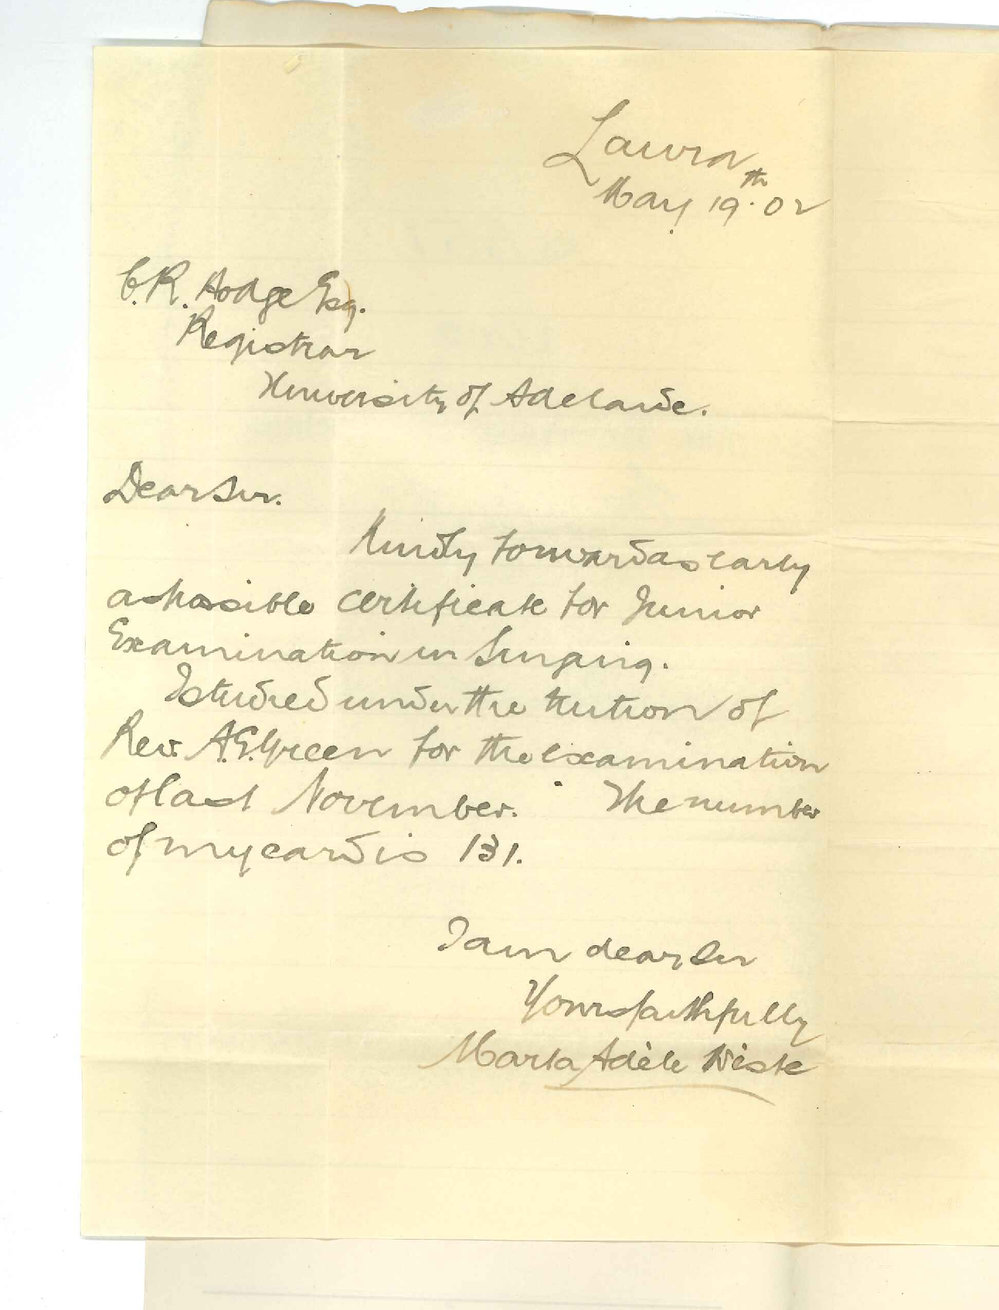 Laura
May 19th. 02
C.R. Hodge Esq.
Registrar
University of Adelaide.
Dear Sir.
Kindly forward as early
as possible certificate for Junior
Examination in Singing.
I studied under the tuition of
Rev. A.E. Green for the examination
of last November. The number
of my card is 131.
I am dear Sir
Yours faithfully
Marta Adèle